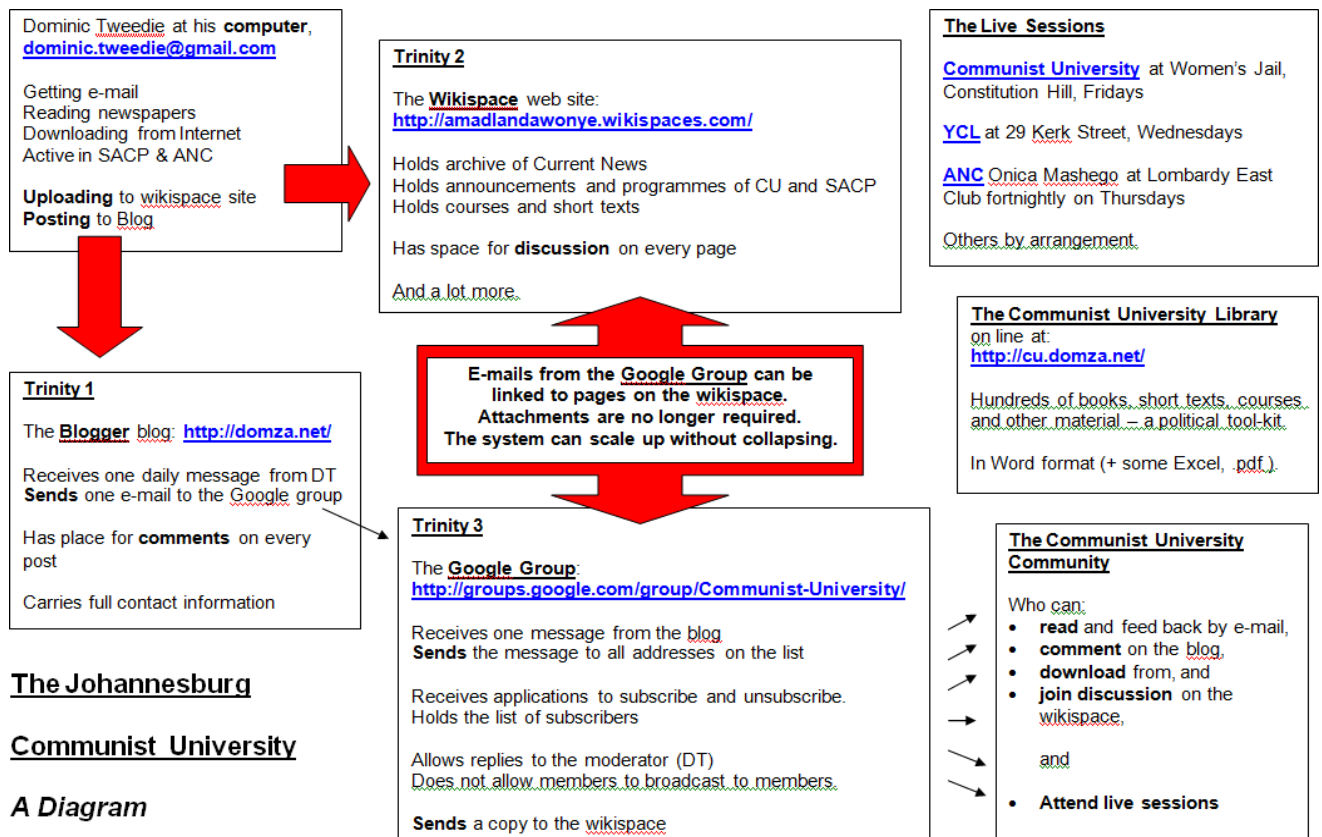 Dominic Tweedie at his computer,
dominic.tweedie@gmail.com
Getting e-mail
Reading newspapers
Downloading from Internet
Active in SACP & ANC
Uploading to wikispace site
Posting to Blog
Trinity 2
The Wikispace web site:
http://amadlandawonye.wikispaces.com/
Holds archive of Current News
Holds announcements and programmes of CU and SACP
Holds courses and short texts
Has space for discussion on every page
And a lot more.
The Live Sessions
Communist University at Women's Jail,
Constitution Hill, Fridays
YCL at 29 Kerk Street, Wednesdays
ANC Onica Mashego at Lombardy East
Club fortnightly on Thursdays
Others by arrangement.
The Communist University Library
on line at:
http://cu.domza.net/
Hundreds of books, short texts, courses
and other material – a political tool-kit.
In Word format (+ some Excel, .pdf.).
E-mails from the Google Group can be
linked to pages on the wikispace.
Attachments are no longer required.
The system can scale up without collapsing.
Trinity 1
The Blogger blog: http://domza.net/
Receives one daily message from DT
Sends one e-mail to the Google group
Has place for comments on every
post
Carries full contact information
Trinity 3
The Google Group:
http://groups.google.com/group/Communist-University/
Receives one message from the blog
Sends the message to all addresses on the list
Receives applications to subscribe and unsubscribe.
Holds the list of subscribers
Allows replies to the moderator (DT)
Does not allow members to broadcast to members.
Sends a copy to the wikispace
The Communist University
Community
Who can:
• read and feed back by e-mail,
• comment on the blog,
• download from, and
• join discussion on the
wikispace,
and
• Attend live sessions
The Johannesburg
Communist University
A Diagram